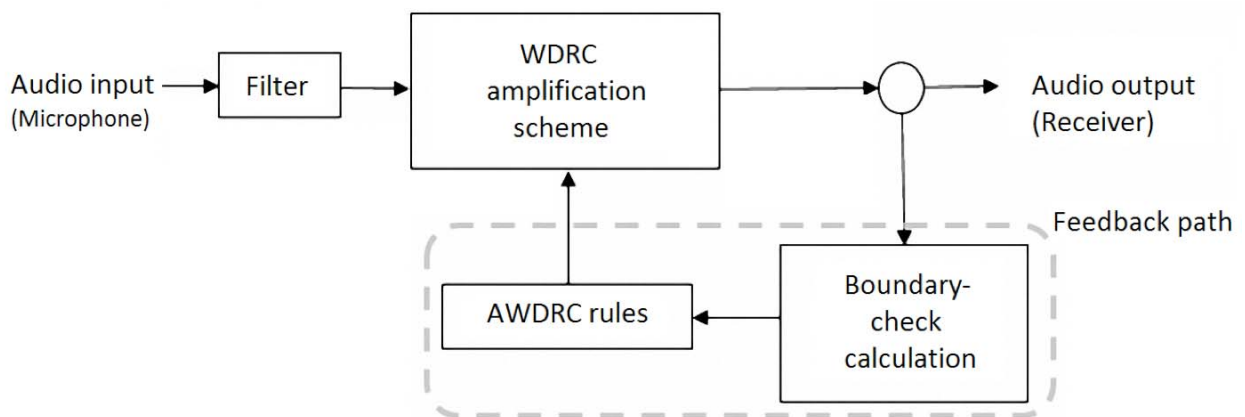 Audio input
(Microphone)
Filter
WDRC
amplification
scheme
Audio output
(Receiver)
Feedback path
AWDRC rules
Boundary-
check
calculation